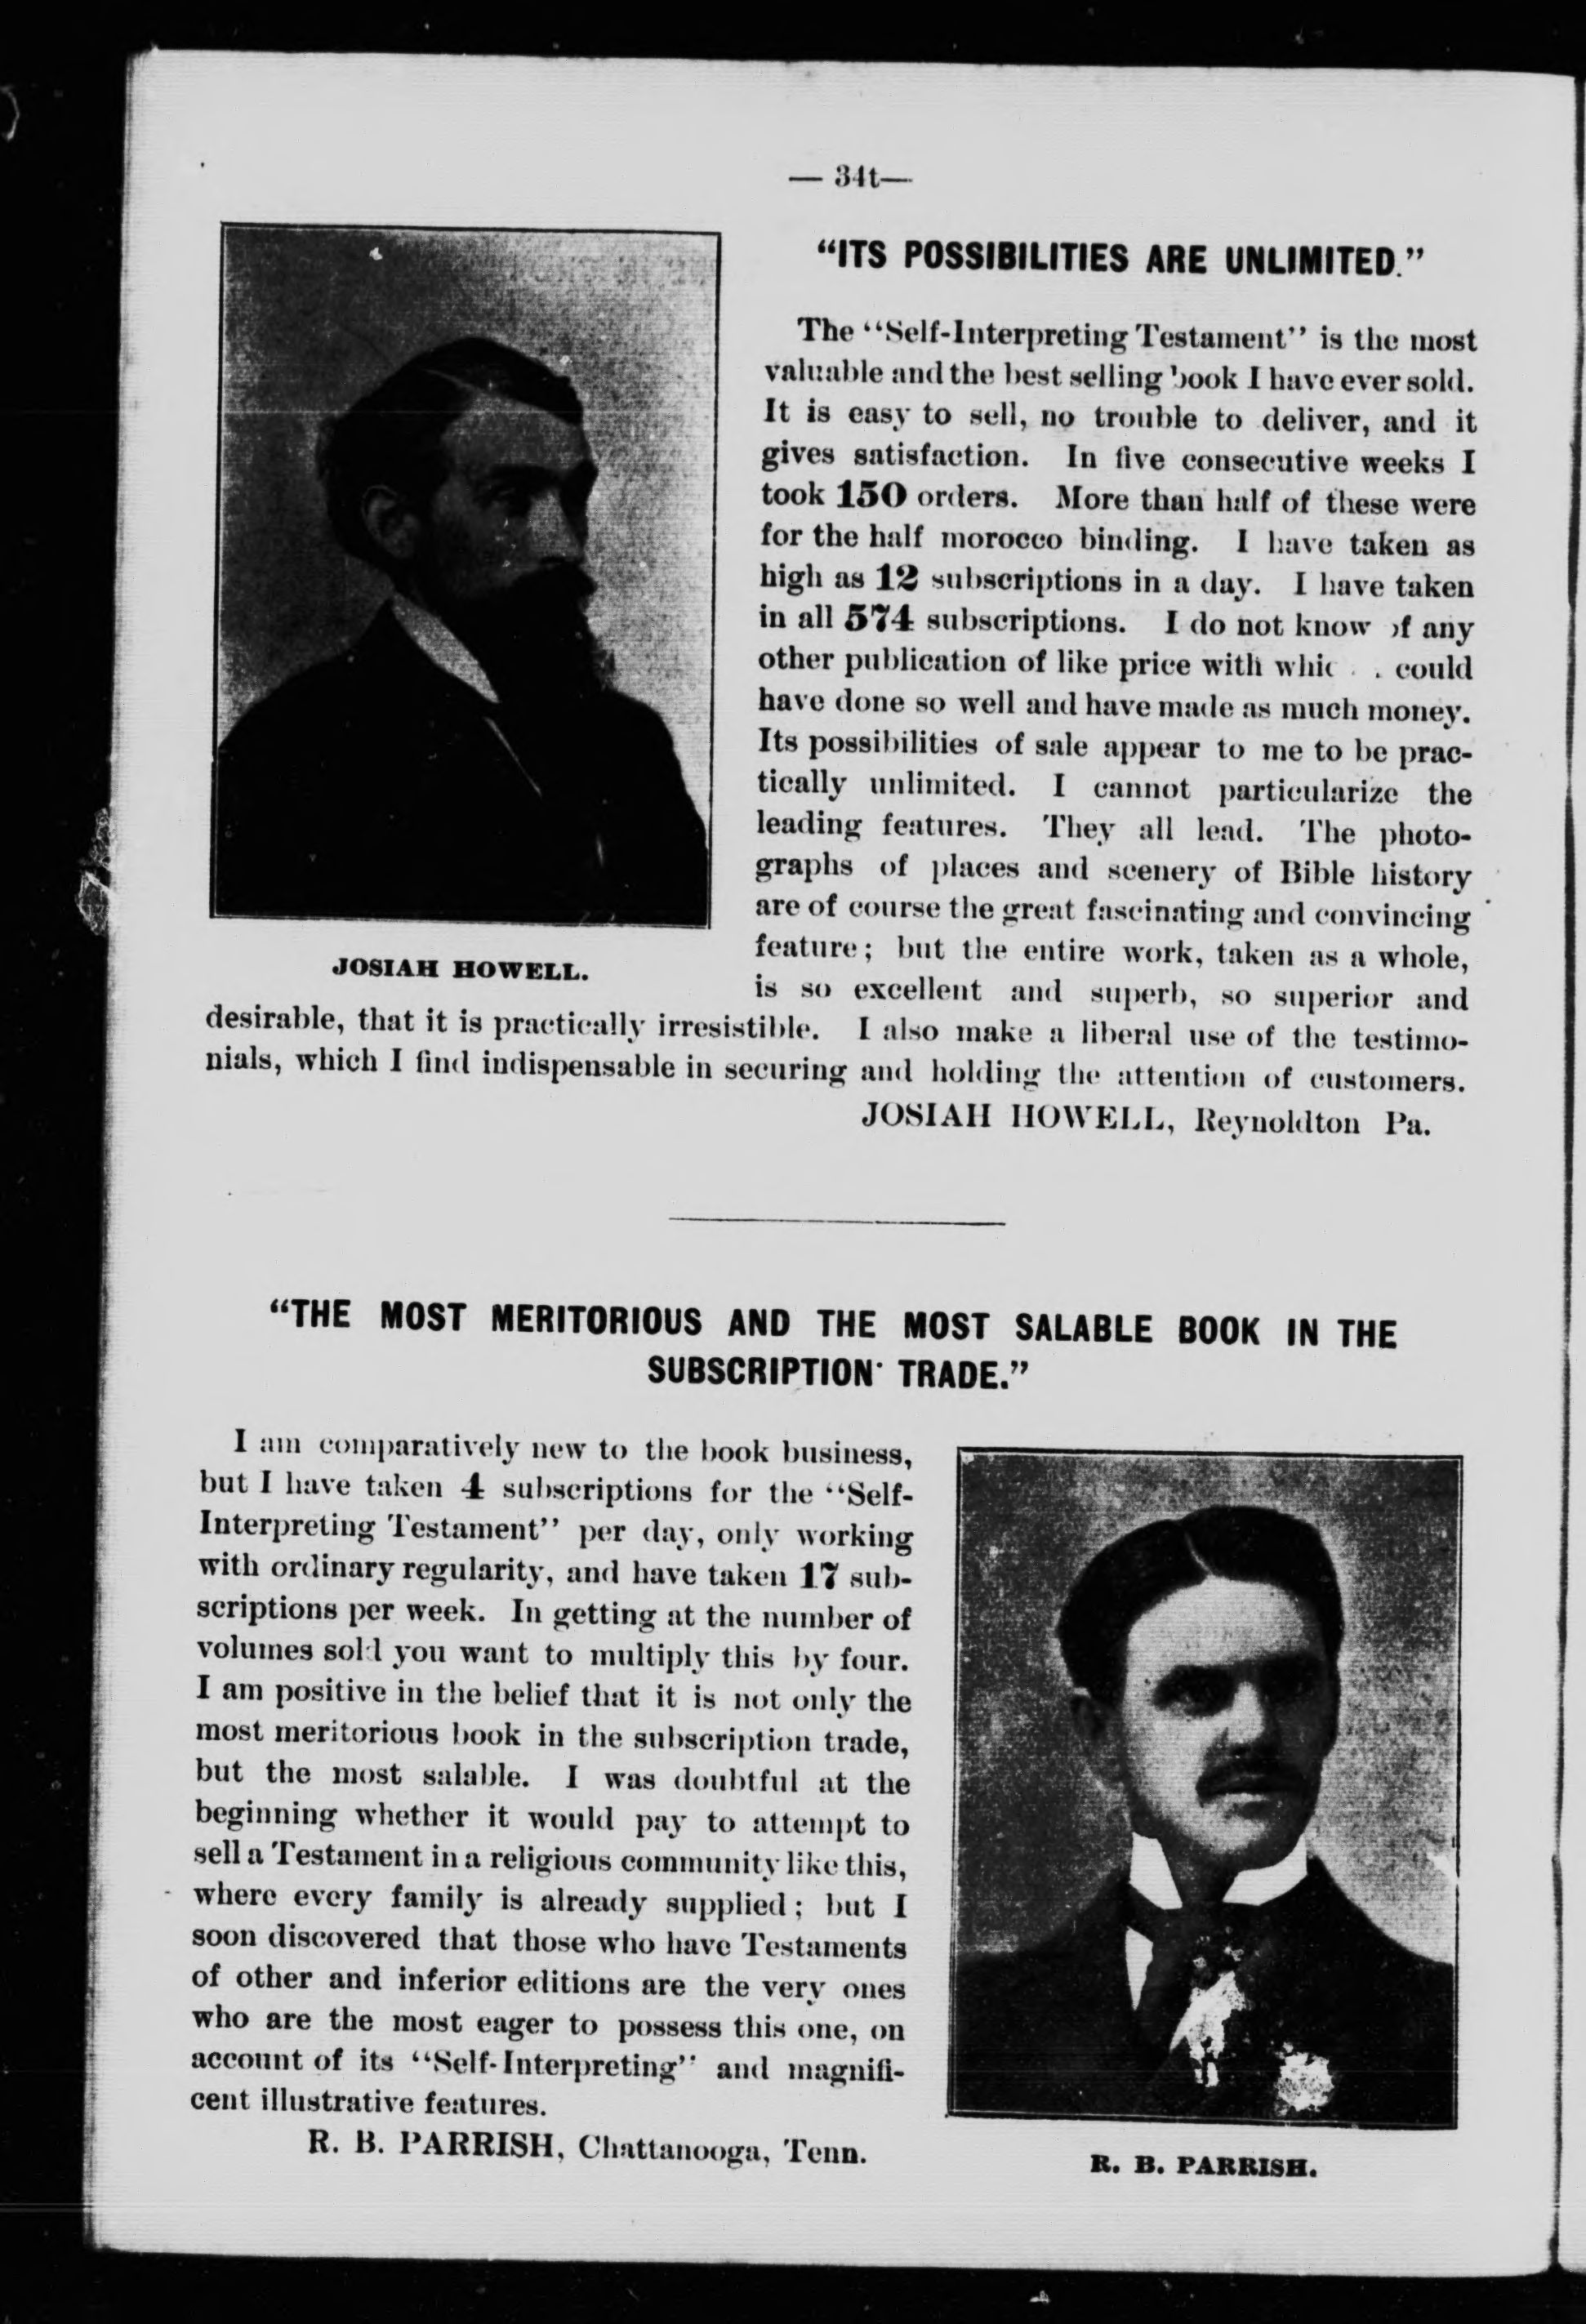 — 34t—
“ITS POSSIBILITIES ARE UNLIMITED.”
The “Self-Interpreting Testament” is the most
valuable and the best selling book I have ever sold.
It is easy to sell, no trouble to deliver, and it
gives satisfaction. In five consecutive weeks I
took 150 orders. More than half of these were
for the half morocco binding. I have taken as
high as 12 subscriptions in a day. I have taken
in all 574 subscriptions. I do not know of any
other publication of like price with could
have done so well and have made as much money.
Its possibilities of sale appear to me to be prac-
tically unlimited. I cannot particularize the
leading features. They all lead. The photo-
graphs of places and scenery of Bible history
are of course the great fascinating and convincing
feature; but the entire work, taken as a whole,
is so excellent and superb, so superior and
desirable, that it is practically irresistible. I also make a liberal use of the testimo-
nials, which I find indispensable in securing and holding the attention of customers.
JOSIAH HOWELL, Reynoldton Pa.
JOSIAH HOWELL.
“THE MOST MERITORIOUS AND THE MOST SALABLE BOOK IN THE
SUBSCRIPTION TRADE.”
I am comparatively new to the book business,
but I have taken 4 subscriptions for the “Self-
Interpreting Testament” per day, only working
with ordinary regularity, and have taken 17 sub-
scriptions per week. In getting at the number of
volumes sold you want to multiply this by four.
I am positive in the belief that it is not only the
most meritorious book in the subscription trade,
but the most salable. I was doubtful at the
beginning whether it would pay to attempt to
sell a Testament in a religious community like this,
where every family is already supplied; but I
soon discovered that those who have Testaments
of other and inferior editions are the very ones
who are the most eager to possess this one, on
account of its “Self-Interpreting” and magnifi-
cent illustrative features.
R. B. PARRISH, Chattanooga, Tenn.
R. B. PARRISH.